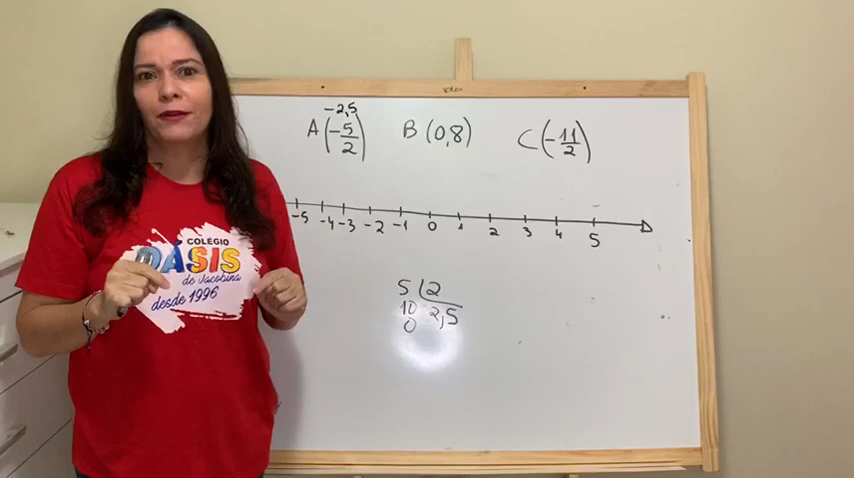 -2,5
A (-5/2) B (0,8) C (-11/2)
-5 -4 -3 -2 -1 0 1 2 3 4 5
5 2
10 2,5
0
COLÉGIO
OÁSIS
de Jacobina
desde 1996